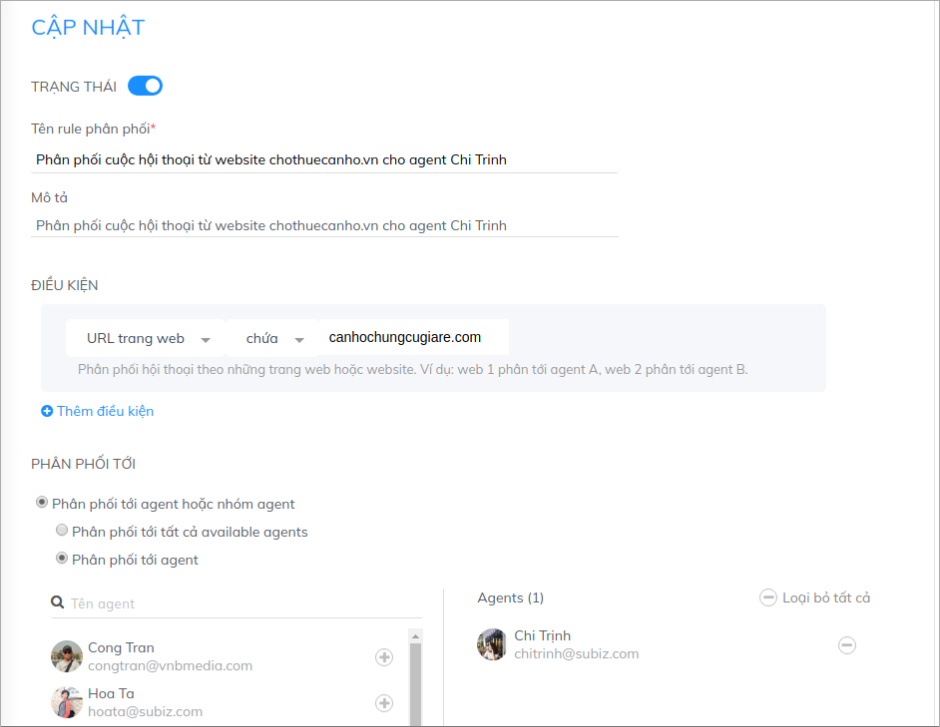 CẬP NHẬT
TRẠNG THÁI
Tên rule phân phối*
Phân phối cuộc hội thoại từ website chothuecanho.vn cho agent Chi Trinh
Mô tả
Phân phối cuộc hội thoại từ website chothuecanho.vn cho agent Chi Trinh
ĐIỀU KIỆN
URL trang web chứa canhochungcugiare.com
Phân phối hội thoại theo những trang web hoặc website. Ví dụ: web 1 phân tới agent A, web 2 phân tới agent B.
Thêm điều kiện
PHÂN PHỐI TỚI
Phân phối tới agent hoặc nhóm agent
Phân phối tới tất cả available agents
Phân phối tới agent
Tên agent
Cong Tran
congtran@vnbmedia.com
Hoa Ta
hoata@subiz.com
Agents (1) Loại bỏ tất cả
Chi Trịnh
chitrinh@subiz.com